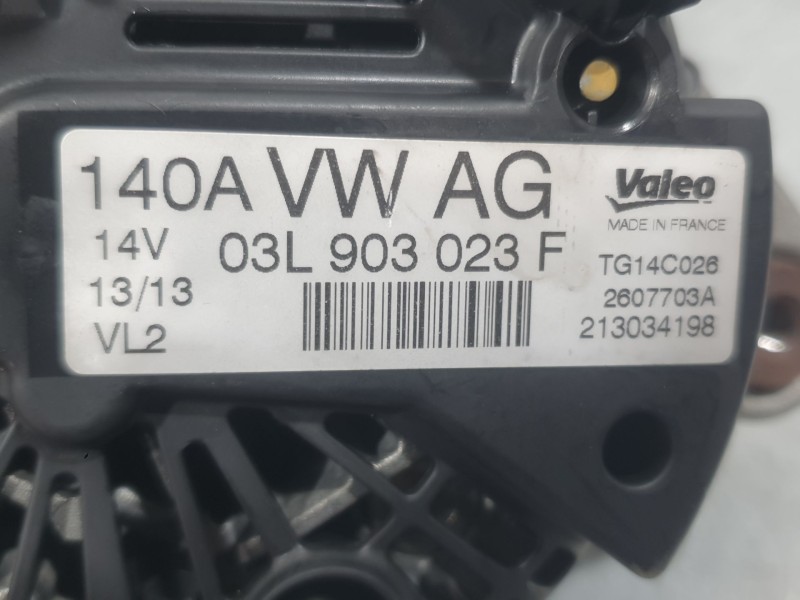 140A VW AG
14V
03L 903 023 F
13/13
VL2
Valeo
MADE IN FRANCE
TG14C026
2607703A
213034198